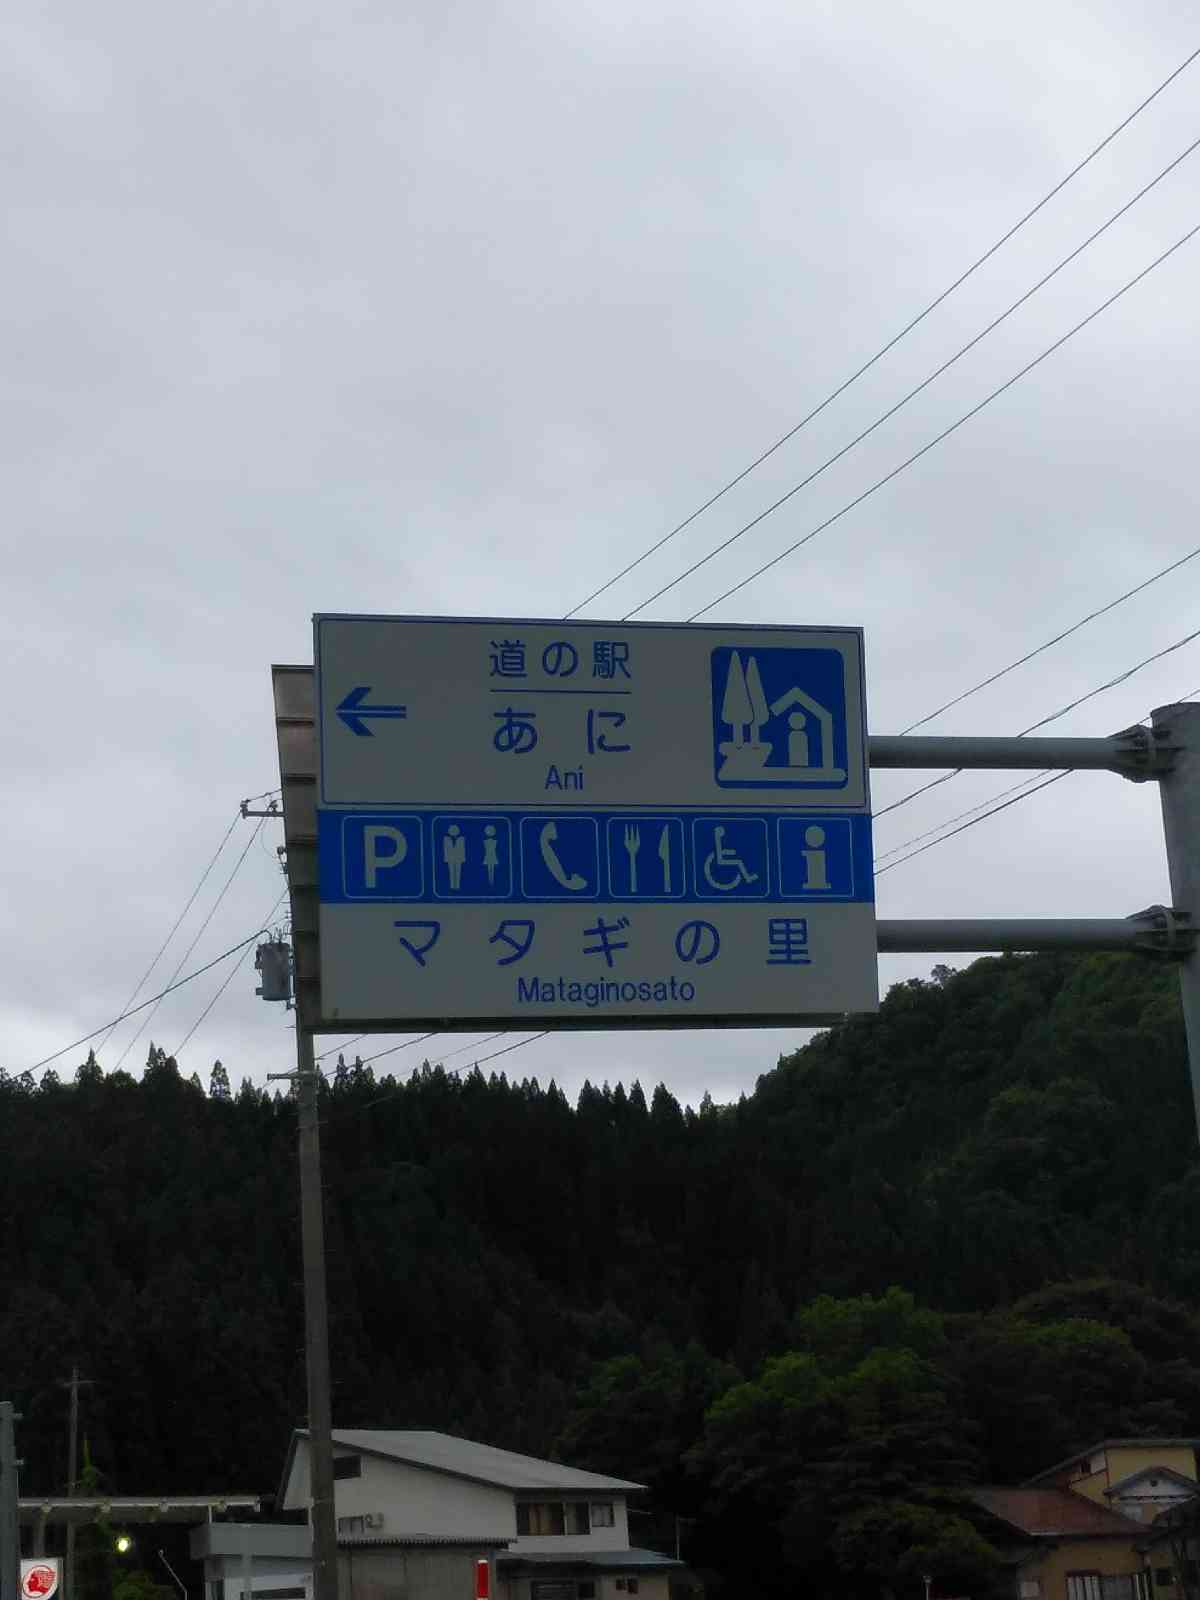 道の駅
あに
Ani
P
i
マタギの里
Mataginosato